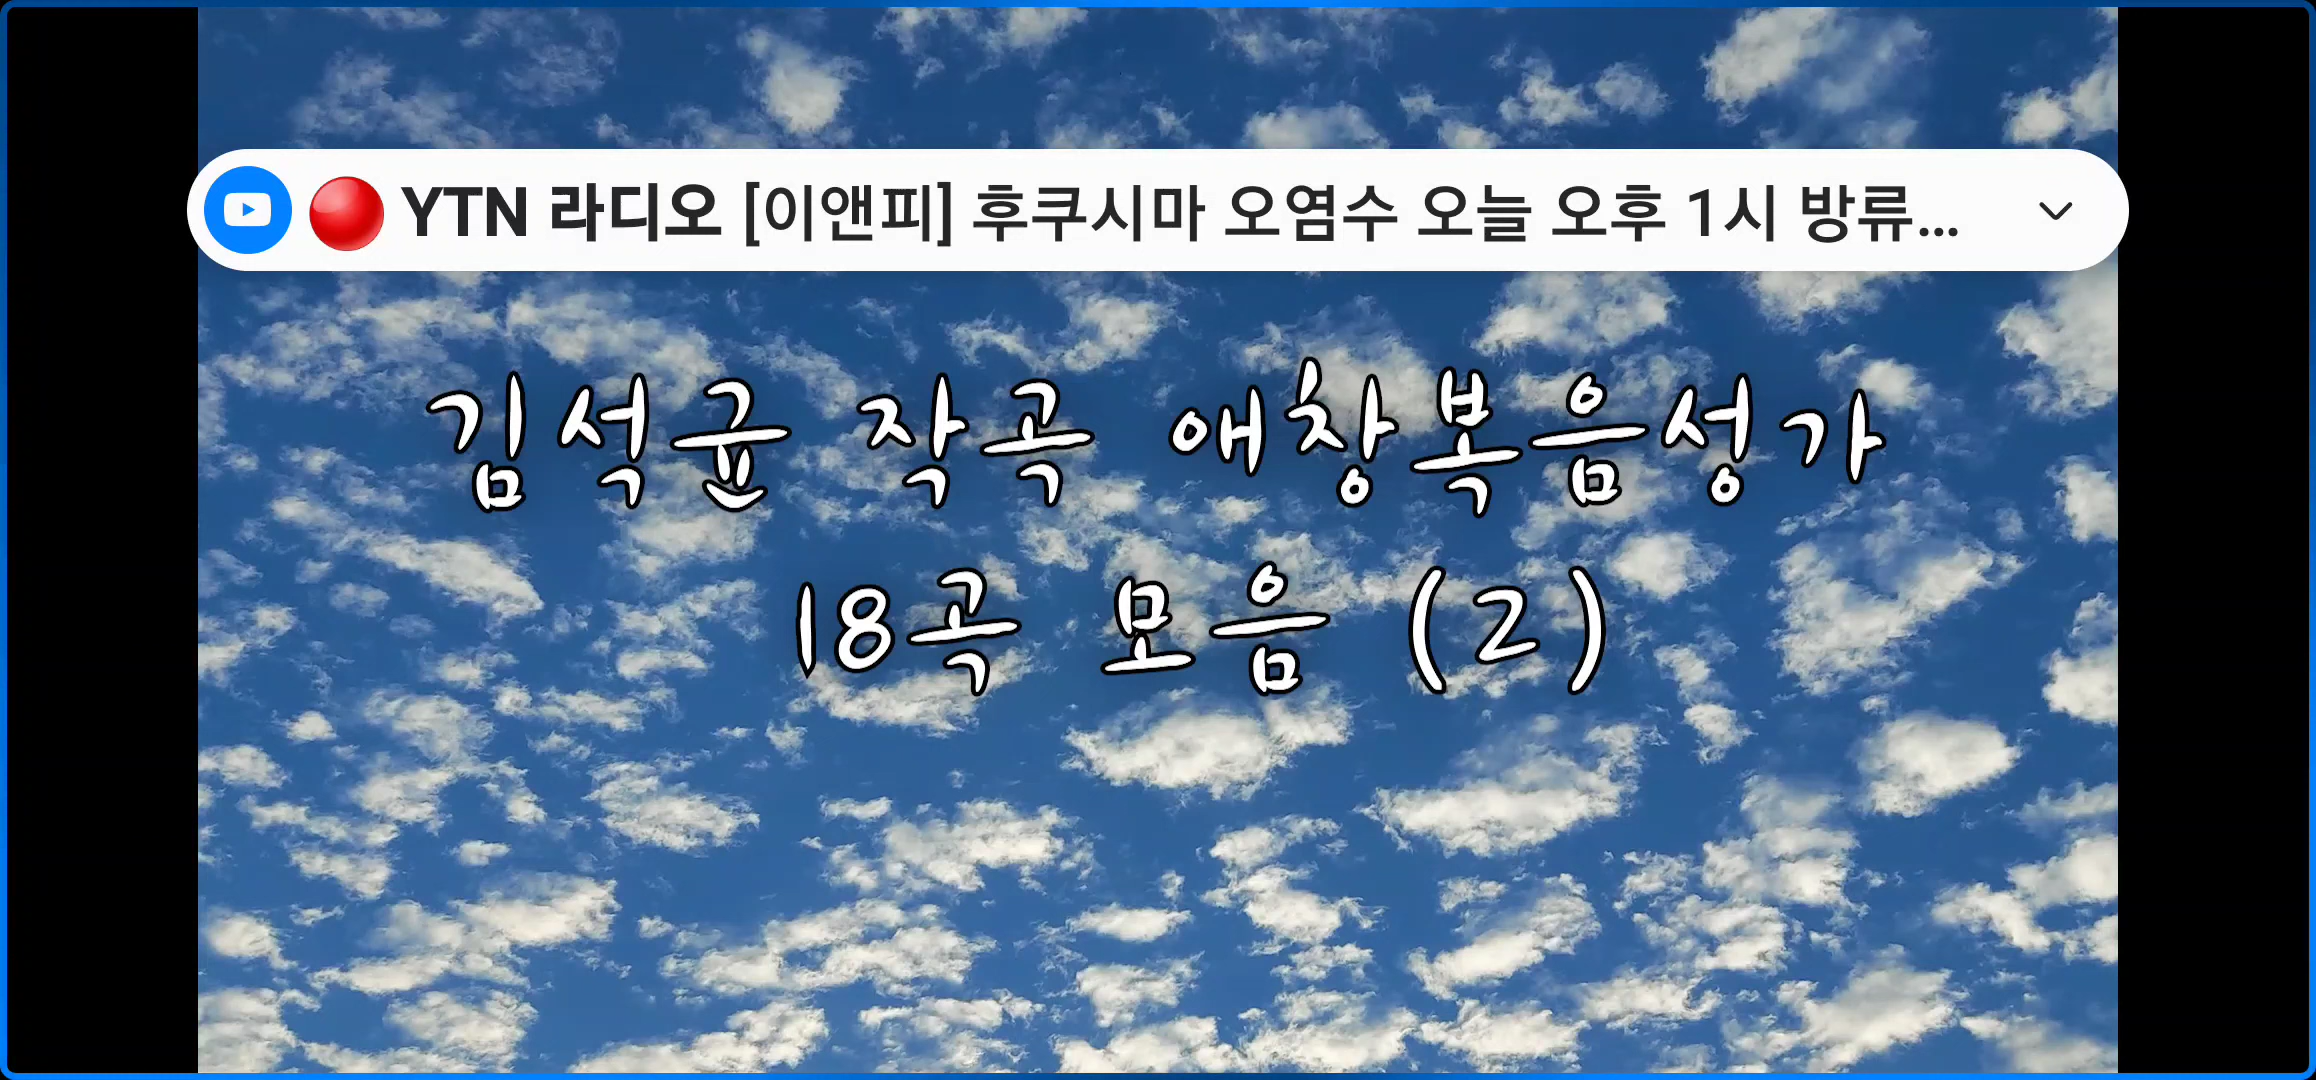 YTN 라디오 [이앤피] 후쿠시마 오염수 오늘 오후 1시 방류...
김석균 작곡 애창복음성가
18곡 모음 (2)